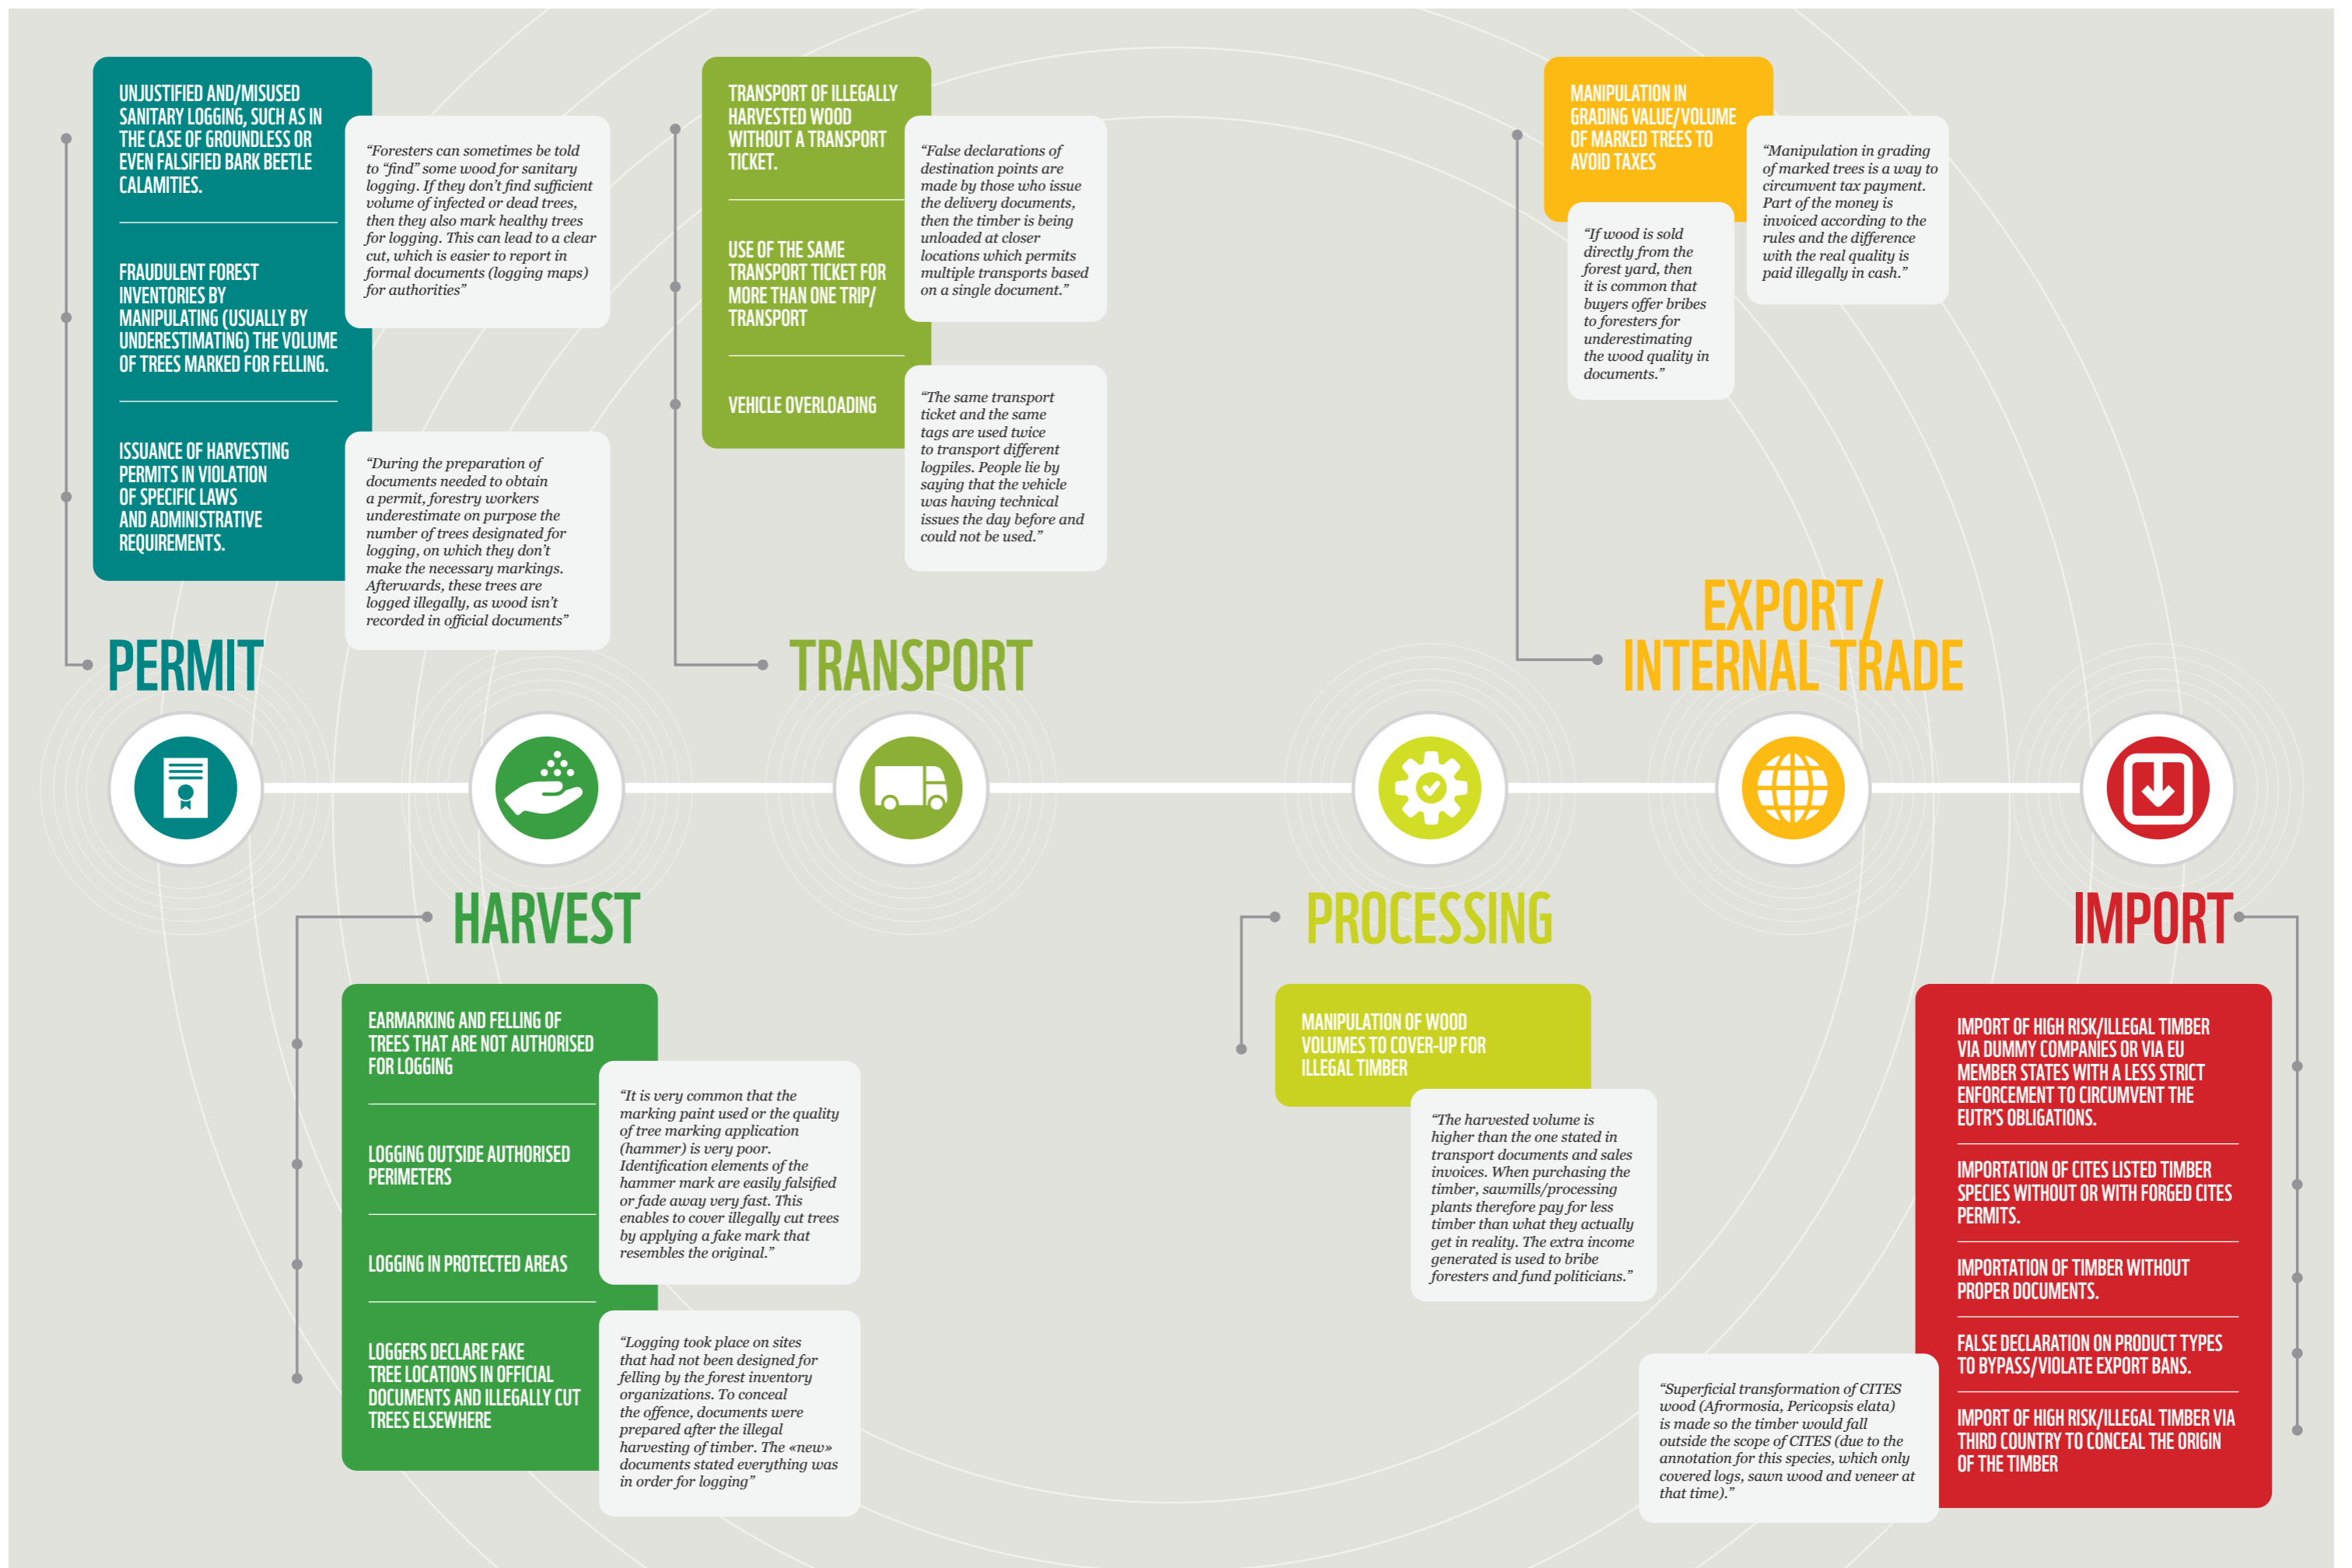 UNJUSTIFIED AND/MISUSED
SANITARY LOGGING, SUCH AS IN
THE CASE OF GROUNDLESS OR
EVEN FALSIFIED BARK BEETLE
CALAMITIES.
FRAUDULENT FOREST
INVENTORIES BY
MANIPULATING (USUALLY BY
UNDERESTIMATING) THE VOLUME
OF TREES MARKED FOR FELLING.
ISSUANCE OF HARVESTING
PERMITS IN VIOLATION
OF SPECIFIC LAWS
AND ADMINISTRATIVE
REQUIREMENTS.
“Foresters can sometimes be told
to “find” some wood for sanitary
logging. If they don’t find sufficient
volume of infected or dead trees,
then they also mark healthy trees
for logging. This can lead to a clear
cut, which is easier to report in
formal documents (logging maps)
for authorities”
“During the preparation of
documents needed to obtain
a permit, forestry workers
underestimate on purpose the
number of trees designated for
logging, on which they don’t
make the necessary markings.
Afterwards, these trees are
logged illegally, as wood isn’t
recorded in official documents”
PERMIT
TRANSPORT OF ILLEGALLY
HARVESTED WOOD
WITHOUT A TRANSPORT
TICKET.
USE OF THE SAME
TRANSPORT TICKET FOR
MORE THAN ONE TRIP/
TRANSPORT
VEHICLE OVERLOADING
“False declarations of
destination points are
made by those who issue
the delivery documents,
then the timber is being
unloaded at closer
locations which permits
multiple transports based
on a single document.”
“The same transport
ticket and the same
tags are used twice
to transport different
logpiles. People lie by
saying that the vehicle
was having technical
issues the day before and
could not be used.”
TRANSPORT
MANIPULATION IN
GRADING VALUE/VOLUME
OF MARKED TREES TO
AVOID TAXES
“Manipulation in grading
of marked trees is a way to
circumvent tax payment.
Part of the money is
invoiced according to the
rules and the difference
with the real quality is
paid illegally in cash.”
“If wood is sold
directly from the
forest yard, then
it is common that
buyers offer bribes
to foresters for
underestimating
the wood quality in
documents.”
EXPORT/
INTERNAL TRADE
HARVEST
EARMARKING AND FELLING OF
TREES THAT ARE NOT AUTHORISED
FOR LOGGING
LOGGING OUTSIDE AUTHORISED
PERIMETERS
LOGGING IN PROTECTED AREAS
LOGGERS DECLARE FAKE
TREE LOCATIONS IN OFFICIAL
DOCUMENTS AND ILLEGALLY CUT
TREES ELSEWHERE
“It is very common that the
marking paint used or the quality
of tree marking application
(hammer) is very poor.
Identification elements of the
hammer mark are easily falsified
or fade away very fast. This
enables to cover illegally cut trees
by applying a fake mark that
resembles the original.”
“Logging took place on sites
that had not been designed for
felling by the forest inventory
organizations. To conceal
the offence, documents were
prepared after the illegal
harvesting of timber. The «new»
documents stated everything was
in order for logging”
PROCESSING
MANIPULATION OF WOOD
VOLUMES TO COVER-UP FOR
ILLEGAL TIMBER
“The harvested volume is
higher than the one stated in
transport documents and sales
invoices. When purchasing the
timber, sawmills/processing
plants therefore pay for less
timber than what they actually
get in reality. The extra income
generated is used to bribe
foresters and fund politicians.”
IMPORT
IMPORT OF HIGH RISK/ILLEGAL TIMBER
VIA DUMMY COMPANIES OR VIA EU
MEMBER STATES WITH A LESS STRICT
ENFORCEMENT TO CIRCUMVENT THE
EUTR’S OBLIGATIONS.
IMPORTATION OF CITES LISTED TIMBER
SPECIES WITHOUT OR WITH FORGED CITES
PERMITS.
IMPORTATION OF TIMBER WITHOUT
PROPER DOCUMENTS.
FALSE DECLARATION ON PRODUCT TYPES
TO BYPASS/VIOLATE EXPORT BANS.
IMPORT OF HIGH RISK/ILLEGAL TIMBER VIA
THIRD COUNTRY TO CONCEAL THE ORIGIN
OF THE TIMBER
“Superficial transformation of CITES
wood (Afrormosia, Pericopsis elata)
is made so the timber would fall
outside the scope of CITES (due to the
annotation for this species, which only
covered logs, sawn wood and veneer at
that time).”